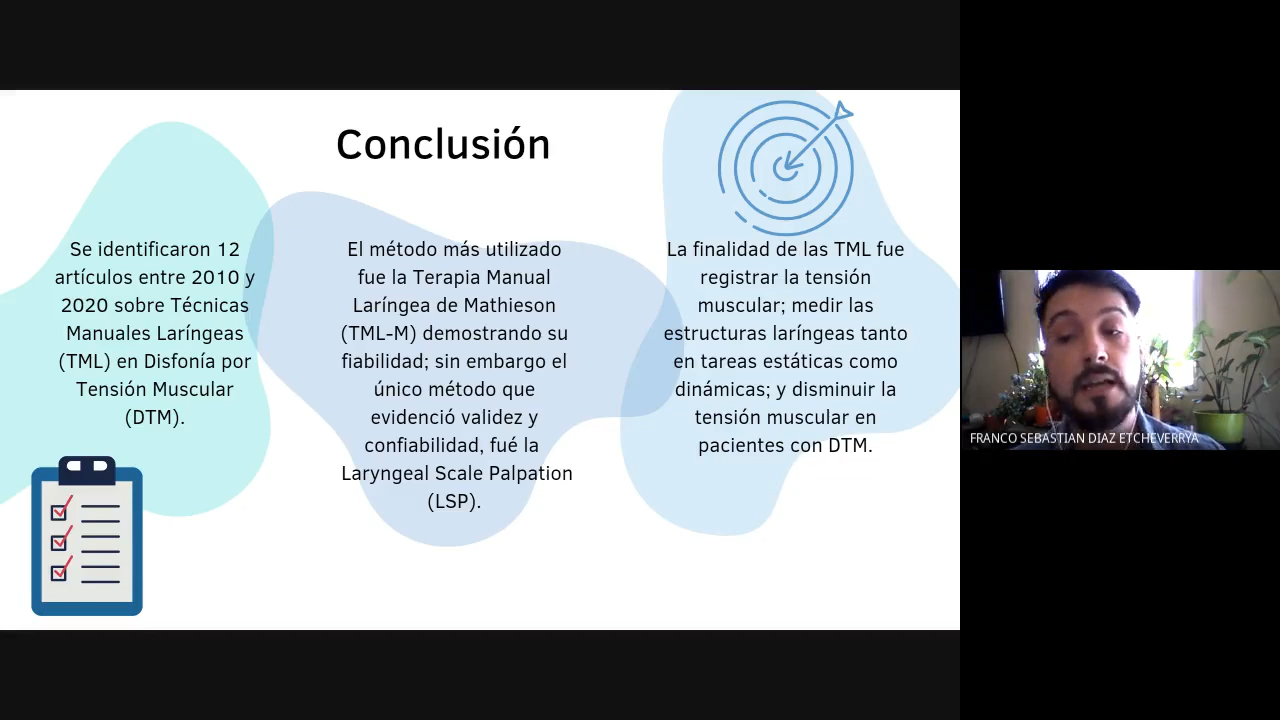 Conclusión
Se identificaron 12
artículos entre 2010 y
2020 sobre Técnicas
Manuales Laríngeas
(TML) en Disfonía por
Tensión Muscular
(DTM).
El método más utilizado
fue la Terapia Manual
Laríngea de Mathieson
(TML-M) demostrando su
fiabilidad; sin embargo el
único método que
evidenció validez y
confiabilidad, fué la
Laryngeal Scale Palpation
(LSP).
La finalidad de las TML fue
registrar la tensión
muscular; medir las
estructuras laríngeas tanto
en tareas estáticas como
dinámicas; y disminuir la
tensión muscular en
pacientes con DTM.
FRANCO SEBASTIAN DIAZ ETCHEVERRYA